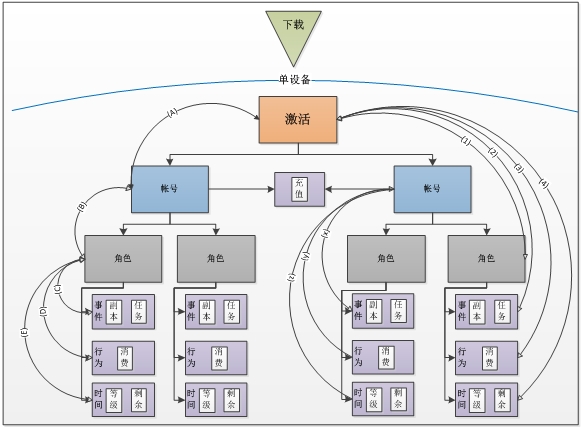 下载
单设备
激活
(A)
(1)
(2)
(3)
(4)
帐号
充值
帐号
(B)
(x)
(y)
(z)
角色
角色
角色
角色
(C)
(D)
(E)
事件 副本 任务
事件 副本 任务
事件 副本 任务
事件 副本 任务
行为 消费
行为 消费
行为 消费
行为 消费
时间 等级 剩余
时间 等级 剩余
时间 等级 剩余
时间 等级 剩余